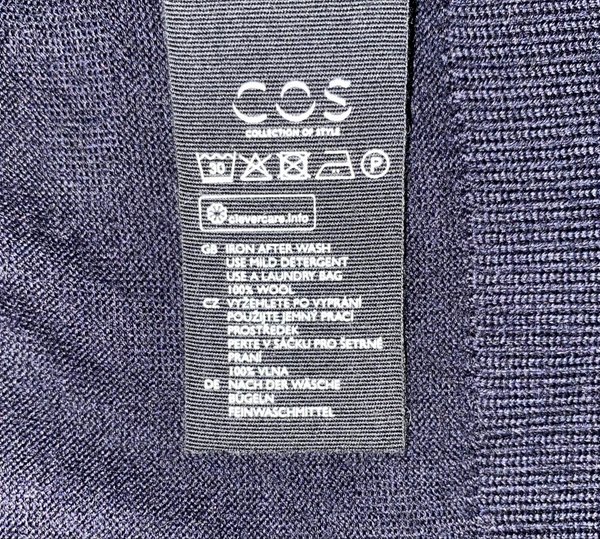 COS
COLLECTION OF STYLE
30 P
clevercare.info
GB IRON AFTER WASH
USE MILD DETERGENT
USE A LAUNDRY BAG
100% WOOL
CZ VYŽEHLETE PO VYPRÁNÍ
POUŽIJTE JEMNÝ PRACÍ
PROSTŘEDEK
PERTE V SÁČKU PRO ŠETRNÉ
PRANÍ
100% VLNA
DE NACH DER WÄSCHE
BÜGELN
FEINWASCHMITTEL